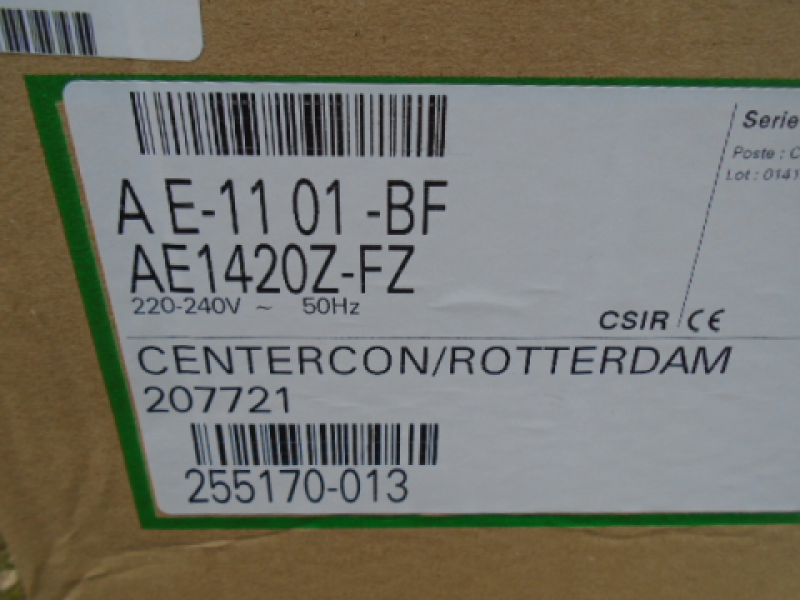 A E-11 01 -BF
AE1420Z-FZ
220-240V ~ 50Hz
Serie
Poste : C
Lot : 0141
CSIR CE
CENTERCON/ROTTERDAM
207721
255170-013